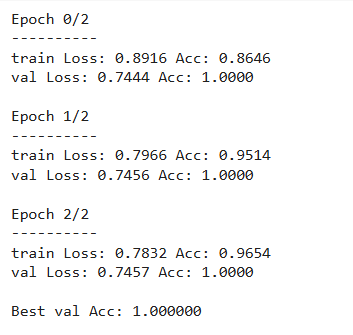 Epoch 0/2
----------
train Loss: 0.8916 Acc: 0.8646
val Loss: 0.7444 Acc: 1.0000
Epoch 1/2
----------
train Loss: 0.7966 Acc: 0.9514
val Loss: 0.7456 Acc: 1.0000
Epoch 2/2
----------
train Loss: 0.7832 Acc: 0.9654
val Loss: 0.7457 Acc: 1.0000
Best val Acc: 1.000000